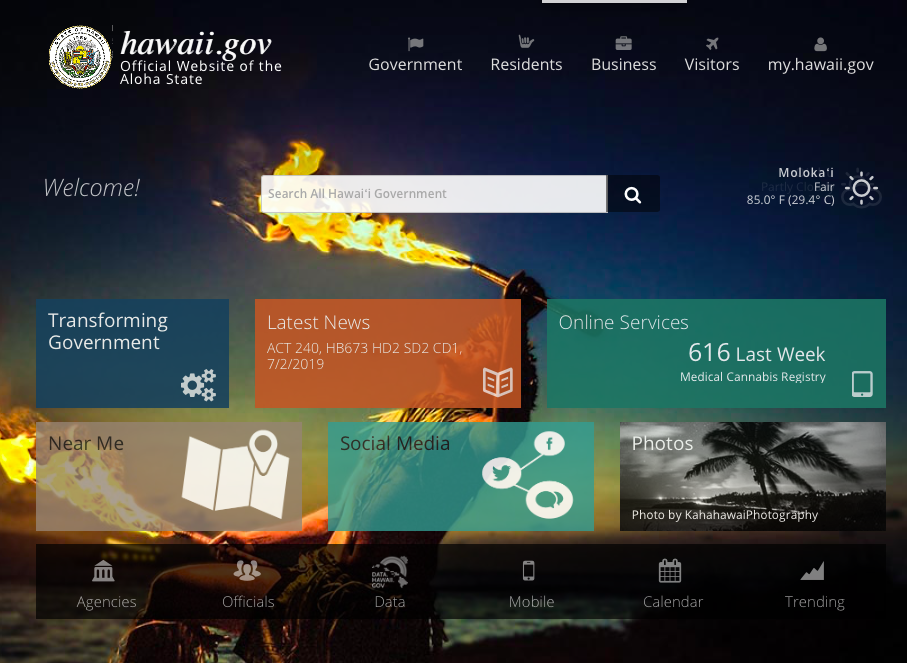 hawaii.gov
Official Website of the
Aloha State
Government
Residents
Business
Visitors
my.hawaii.gov
Welcome!
Search All Hawaiʻi Government
Molokaʻi
Fair
85.0° F (29.4° C)
Transforming
Government
Latest News
ACT 240, HB673 HD2 SD2 CD1,
7/2/2019
Online Services
616 Last Week
Medical Cannabis Registry
Near Me
Social Media
Photos
Photo by KahahawaiPhotography
DATA.
HAWAII.
GOV
Agencies
Officials
Data
Mobile
Calendar
Trending